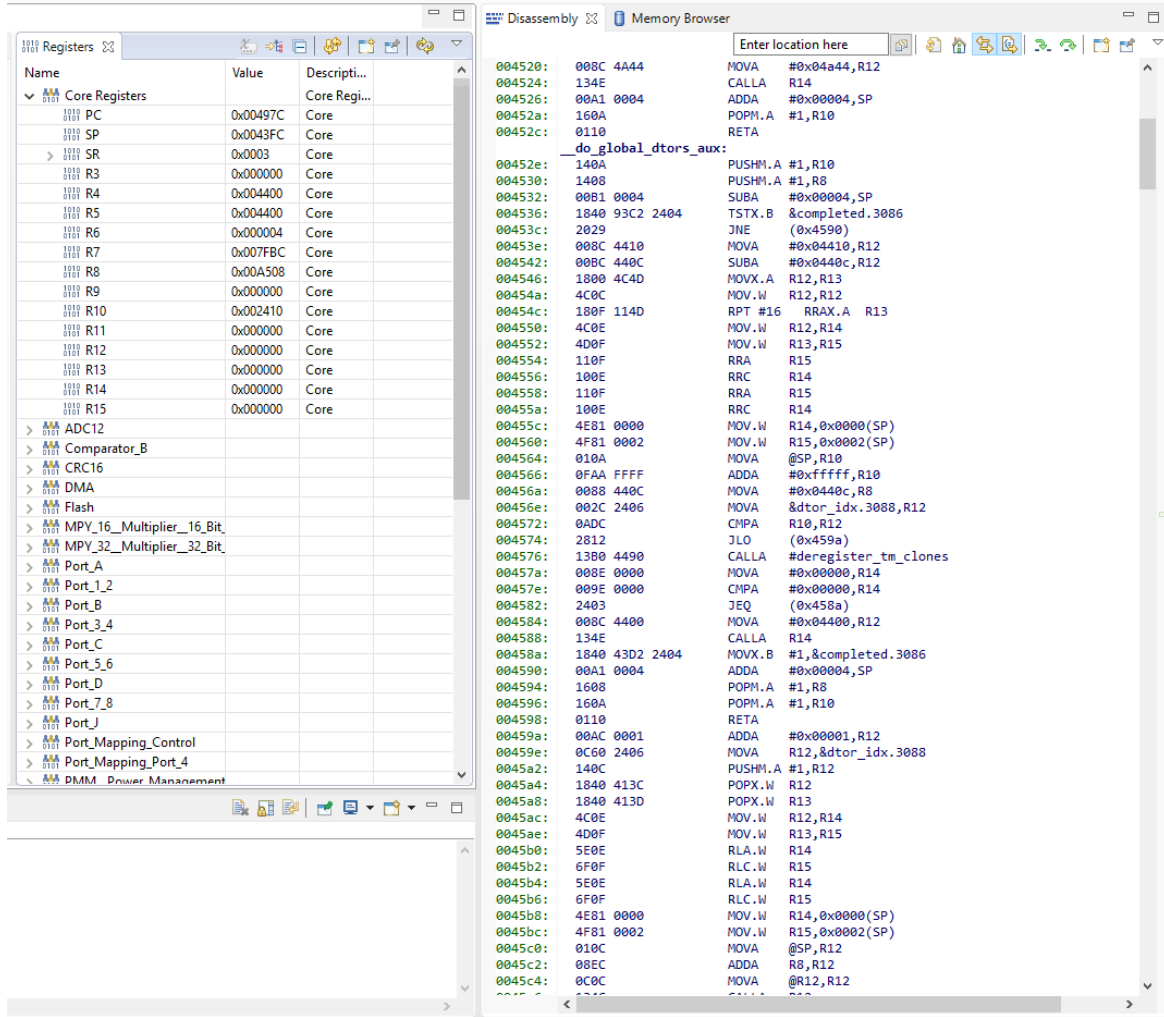 Registers
Name Value Descripti...
Core Registers Core Regi...
PC 0x00497C Core
SP 0x0043FC Core
SR 0x0003 Core
R3 0x000000 Core
R4 0x004400 Core
R5 0x004400 Core
R6 0x000004 Core
R7 0x007FBC Core
R8 0x00A508 Core
R9 0x000000 Core
R10 0x002410 Core
R11 0x000000 Core
R12 0x000000 Core
R13 0x000000 Core
R14 0x000000 Core
R15 0x000000 Core
ADC12
Comparator_B
CRC16
DMA
Flash
MPY_16__Multiplier__16_Bit_
MPY_32__Multiplier__32_Bit_
Port_A
Port_1_2
Port_B
Port_3_4
Port_C
Port_5_6
Port_D
Port_7_8
Port_J
Port_Mapping_Control
Port_Mapping_Port_4
PMM Power Management
Disassembly Memory Browser
Enter location here
004520: 008C 4A44 MOVA #0x04a44,R12
004524: 134E CALLA R14
004526: 00A1 0004 ADDA #0x00004,SP
00452a: 160A POPM.A #1,R10
00452c: 0110 RETA
__do_global_dtors_aux:
00452e: 140A PUSHM.A #1,R10
004530: 1408 PUSHM.A #1,R8
004532: 00B1 0004 SUBA #0x00004,SP
004536: 1840 93C2 2404 TSTX.B &completed.3086
00453c: 2029 JNE (0x4590)
00453e: 008C 4410 MOVA #0x04410,R12
004542: 00BC 440C SUBA #0x0440c,R12
004546: 1800 4C4D MOVX.A R12,R13
00454a: 4C0C MOV.W R12,R12
00454c: 180F 114D RPT #16 RRAX.A R13
004550: 4C0E MOV.W R12,R14
004552: 4D0F MOV.W R13,R15
004554: 110F RRA R15
004556: 100E RRC R14
004558: 110F RRA R15
00455a: 100E RRC R14
00455c: 4E81 0000 MOV.W R14,0x0000(SP)
004560: 4F81 0002 MOV.W R15,0x0002(SP)
004564: 010A MOVA @SP,R10
004566: 0FAA FFFF ADDA #0xfffff,R10
00456a: 0088 440C MOVA #0x0440c,R8
00456e: 002C 2406 MOVA &dtor_idx.3088,R12
004572: 0ADC CMPA R10,R12
004574: 2812 JLO (0x459a)
004576: 13B0 4490 CALLA #deregister_tm_clones
00457a: 008E 0000 MOVA #0x00000,R14
00457e: 009E 0000 CMPA #0x00000,R14
004582: 2403 JEQ (0x458a)
004584: 008C 4400 MOVA #0x04400,R12
004588: 134E CALLA R14
00458a: 1840 43D2 2404 MOVX.B #1,&completed.3086
004590: 00A1 0004 ADDA #0x00004,SP
004594: 1608 POPM.A #1,R8
004596: 160A POPM.A #1,R10
004598: 0110 RETA
00459a: 00AC 0001 ADDA #0x00001,R12
00459e: 0C60 2406 MOVA R12,&dtor_idx.3088
0045a2: 140C PUSHM.A #1,R12
0045a4: 1840 413C POPX.W R12
0045a8: 1840 413D POPX.W R13
0045ac: 4C0E MOV.W R12,R14
0045ae: 4D0F MOV.W R13,R15
0045b0: 5E0E RLA.W R14
0045b2: 6F0F RLC.W R15
0045b4: 5E0E RLA.W R14
0045b6: 6F0F RLC.W R15
0045b8: 4E81 0000 MOV.W R14,0x0000(SP)
0045bc: 4F81 0002 MOV.W R15,0x0002(SP)
0045c0: 010C MOVA @SP,R12
0045c2: 08EC ADDA R8,R12
0045c4: 0C0C MOVA @R12,R12